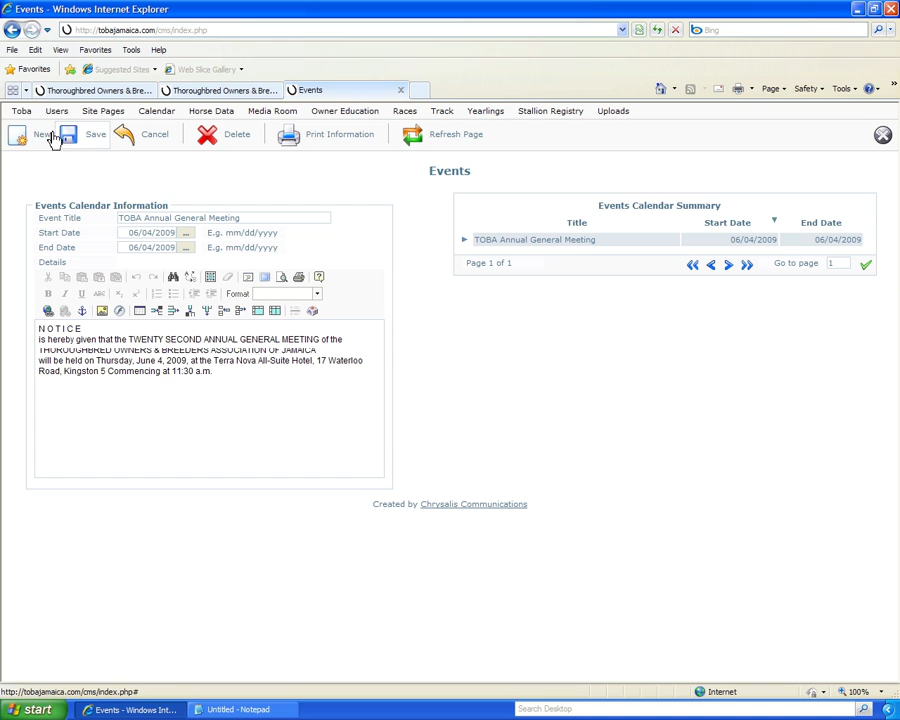 Events - Windows Internet Explorer
http://tobajamaica.com/cms/index.php
Bing
File Edit View Favorites Tools Help
Favorites Suggested Sites Web Slice Gallery
Thoroughbred Owners & Bre... Thoroughbred Owners & Bre... Events Page Safety Tools
Toba Users Site Pages Calendar Horse Data Media Room Owner Education Races Track Yearlings Stallion Registry Uploads
New Save Cancel Delete Print Information Refresh Page
Events
Events Calendar Information
Event Title TOBA Annual General Meeting
Start Date 06/04/2009 ... E.g. mm/dd/yyyy
End Date 06/04/2009 ... E.g. mm/dd/yyyy
Details
B I U ABC Format
N O T I C E
is hereby given that the TWENTY SECOND ANNUAL GENERAL MEETING of the
THOROUGHBRED OWNERS & BREEDERS ASSOCIATION OF JAMAICA
will be held on Thursday, June 4, 2009, at the Terra Nova All-Suite Hotel, 17 Waterloo
Road, Kingston 5 Commencing at 11:30 a.m.
Events Calendar Summary
Title Start Date End Date
TOBA Annual General Meeting 06/04/2009 06/04/2009
Page 1 of 1 Go to page 1
Created by Chrysalis Communications
http://tobajamaica.com/cms/index.php# Internet 100%
start Events - Windows Int... Untitled - Notepad Search Desktop